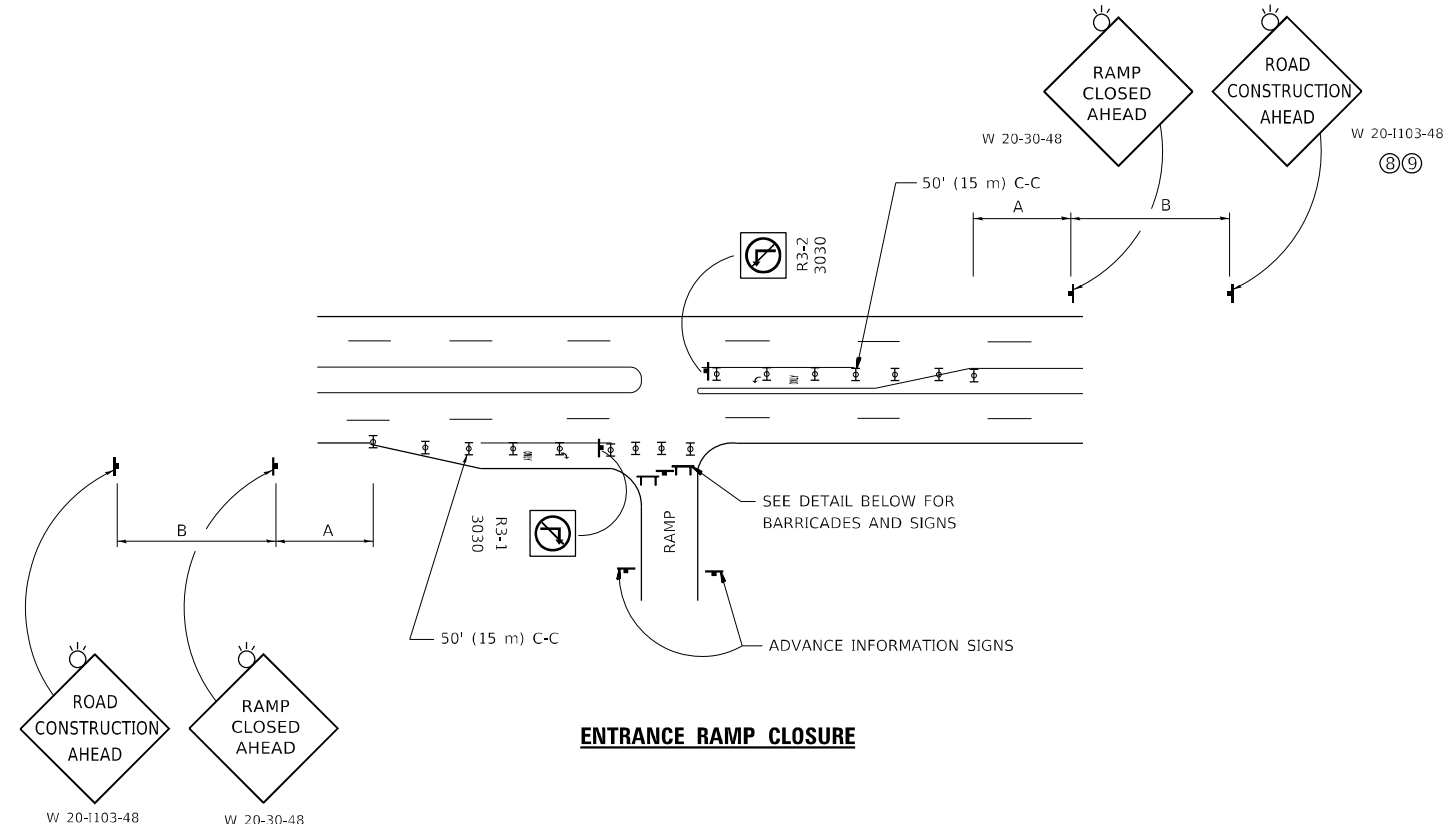 RAMP
CLOSED
AHEAD
W 20-30-48
ROAD
CONSTRUCTION
AHEAD
W 20-I103-48
⑧⑨
50' (15 m) C-C
A
B
R3-2
3030
ONLY
ONLY
B
A
R3-1
3030
RAMP
SEE DETAIL BELOW FOR
BARRICADES AND SIGNS
50' (15 m) C-C
ADVANCE INFORMATION SIGNS
ROAD
CONSTRUCTION
AHEAD
W 20-I103-48
RAMP
CLOSED
AHEAD
W 20-30-48
ENTRANCE RAMP CLOSURE